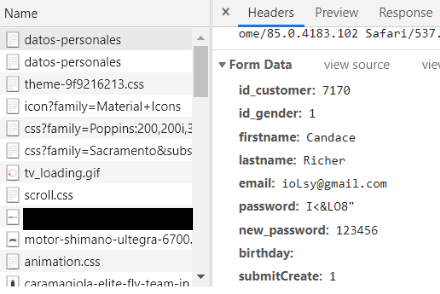 Name
datos-personales
datos-personales
theme-9f9216213.css
icon?family=Material+Icons
css?family=Poppins:200,200i,3
css?family=Sacramento&subs
tv_loading.gif
scroll.css
motor-shimano-ultegra-6700.
animation.css
caramagiola-elite-fly-team-in
× Headers Preview Response
ome/85.0.4183.102 Safari/537.
▼ Form Data view source view
id_customer: 7170
id_gender: 1
firstname: Candace
lastname: Richer
email: ioLsy@gmail.com
password: I<&LO8"
new_password: 123456
birthday:
submitCreate: 1